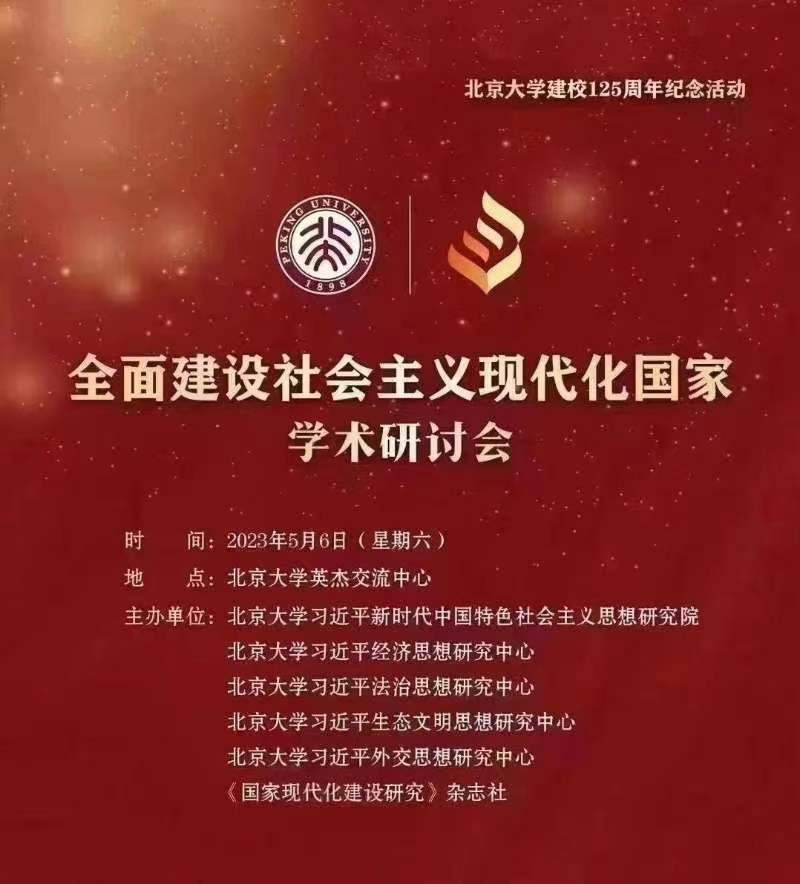 北京大学建校125周年纪念活动
PEKING UNIVERSITY
1898
全面建设社会主义现代化国家
学术研讨会
时 间：2023年5月6日（星期六）
地 点：北京大学英杰交流中心
主办单位：北京大学习近平新时代中国特色社会主义思想研究院
北京大学习近平经济思想研究中心
北京大学习近平法治思想研究中心
北京大学习近平生态文明思想研究中心
北京大学习近平外交思想研究中心
《国家现代化建设研究》杂志社